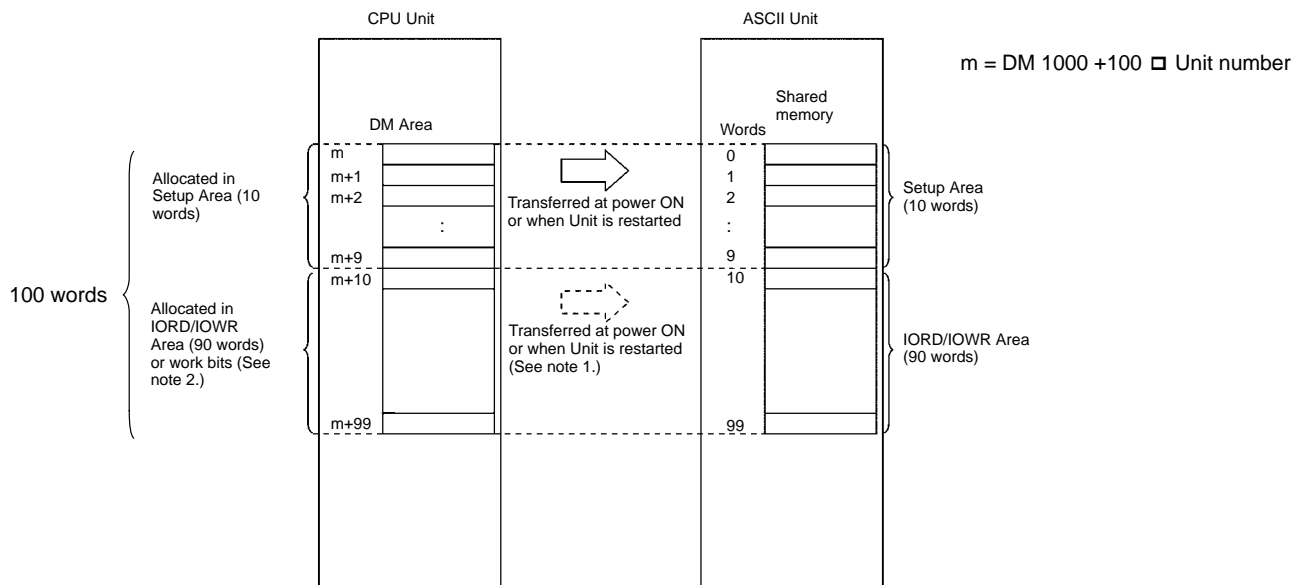 CPU Unit
ASCII Unit
m = DM 1000 +100 □ Unit number
Shared
memory
DM Area
Words
m
m+1
m+2
:
m+9
m+10
m+99
0
1
2
:
9
10
99
100 words
Allocated in
Setup Area (10
words)
Allocated in
IORD/IOWR
Area (90 words)
or work bits (See
note 2.)
Transferred at power ON
or when Unit is restarted
Transferred at power ON
or when Unit is restarted
(See note 1.)
Setup Area
(10 words)
IORD/IOWR Area
(90 words)